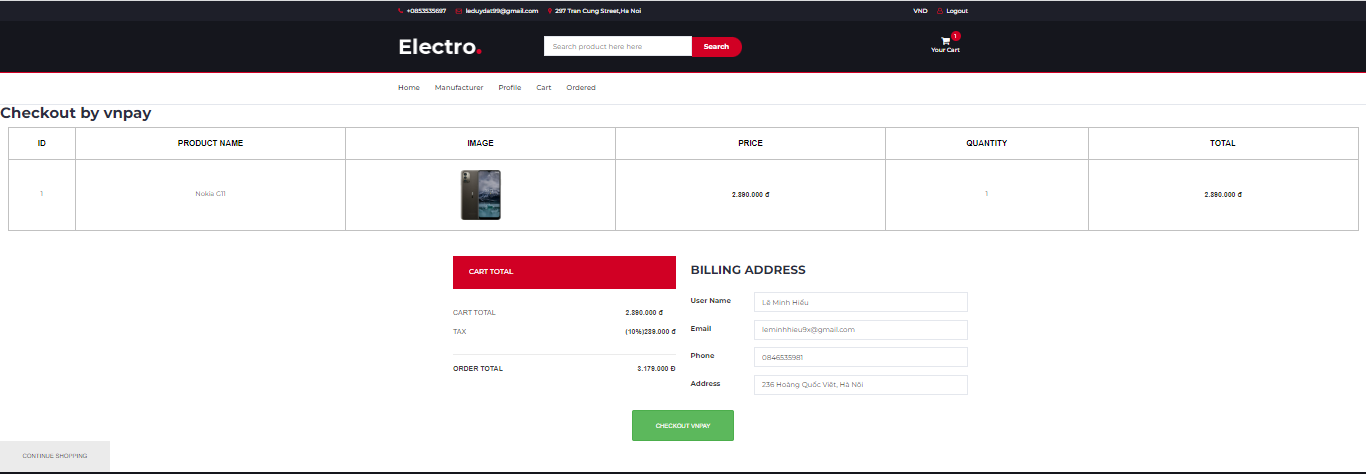 +0853535697 leduydat99@gmail.com 297 Tran Cung Street,Ha Noi VND Logout
Electro. Search product here here Search 1
Your Cart
Home Manufacturer Profile Cart Ordered
Checkout by vnpay
ID PRODUCT NAME IMAGE PRICE QUANTITY TOTAL
1 Nokia G11 2.890.000 đ 1 2.890.000 đ
CART TOTAL
CART TOTAL 2.890.000 đ
TAX (10%)289.000 đ
ORDER TOTAL 3.179.000 Đ
BILLING ADDRESS
User Name Lê Minh Hiếu
Email leminhhieu9x@gmail.com
Phone 0846535981
Address 236 Hoàng Quốc Việt, Hà Nội
CHECKOUT VNPAY
CONTINUE SHOPPING